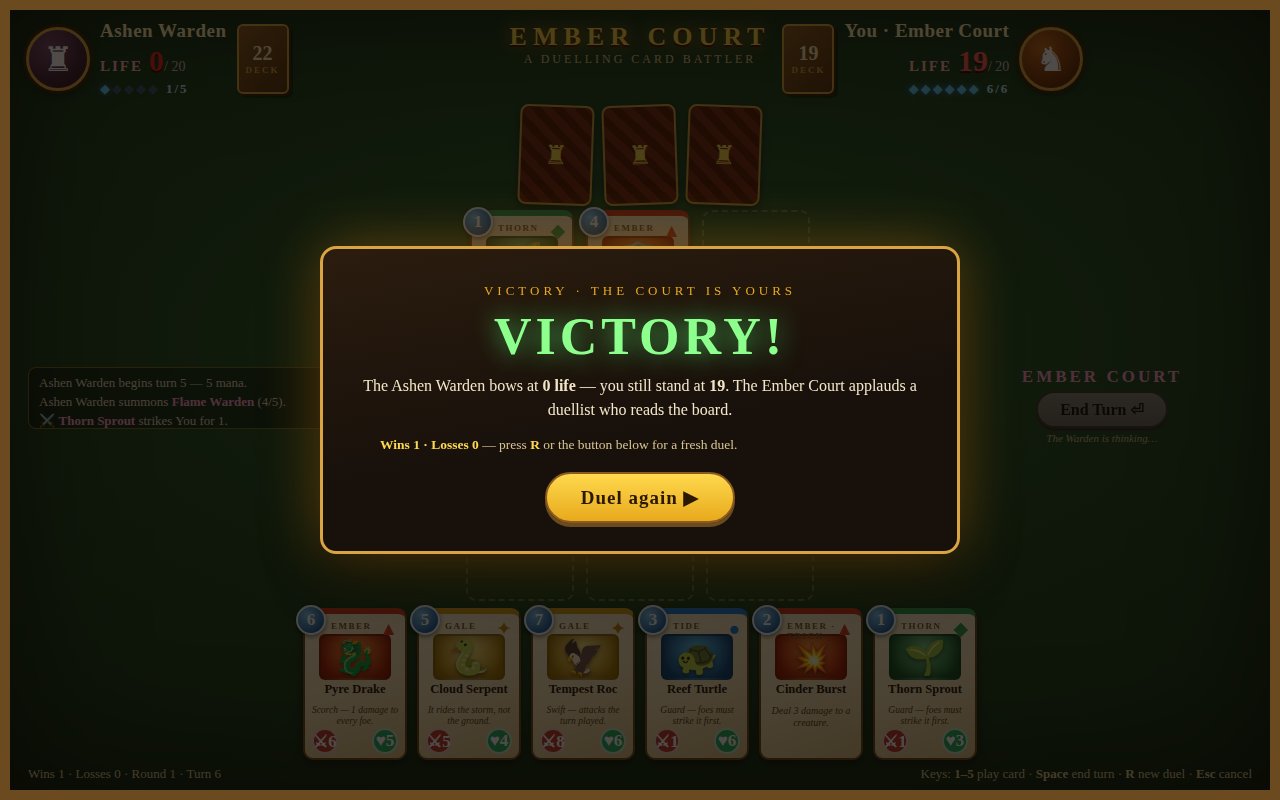 Ashen Warden
LIFE 0 / 20
1/5
22
DECK
EMBER COURT
A DUELLING CARD BATTLER
19
DECK
You · Ember Court
LIFE 19 / 20
6/6
1
THORN
4
EMBER
VICTORY · THE COURT IS YOURS
VICTORY!
The Ashen Warden bows at 0 life — you still stand at 19. The Ember Court applauds a
duellist who reads the board.
Wins 1 · Losses 0 — press R or the button below for a fresh duel.
Duel again ▶
Ashen Warden begins turn 5 — 5 mana.
Ashen Warden summons Flame Warden (4/5).
⚔️ Thorn Sprout strikes You for 1.
EMBER COURT
End Turn ⏎
The Warden is thinking…
6
EMBER
Pyre Drake
Scorch — 1 damage to
every foe.
⚔6
♥5
5
GALE
Cloud Serpent
It rides the storm, not
the ground.
⚔5
♥4
7
GALE
Tempest Roc
Swift — attacks the
turn played.
⚔8
♥6
3
TIDE
Reef Turtle
Guard — foes must
strike it first.
⚔1
♥6
2
EMBER ·
Cinder Burst
Deal 3 damage to a
creature.
1
THORN
Thorn Sprout
Guard — foes must
strike it first.
⚔1
♥3
Wins 1 · Losses 0 · Round 1 · Turn 6
Keys: 1–5 play card · Space end turn · R new duel · Esc cancel